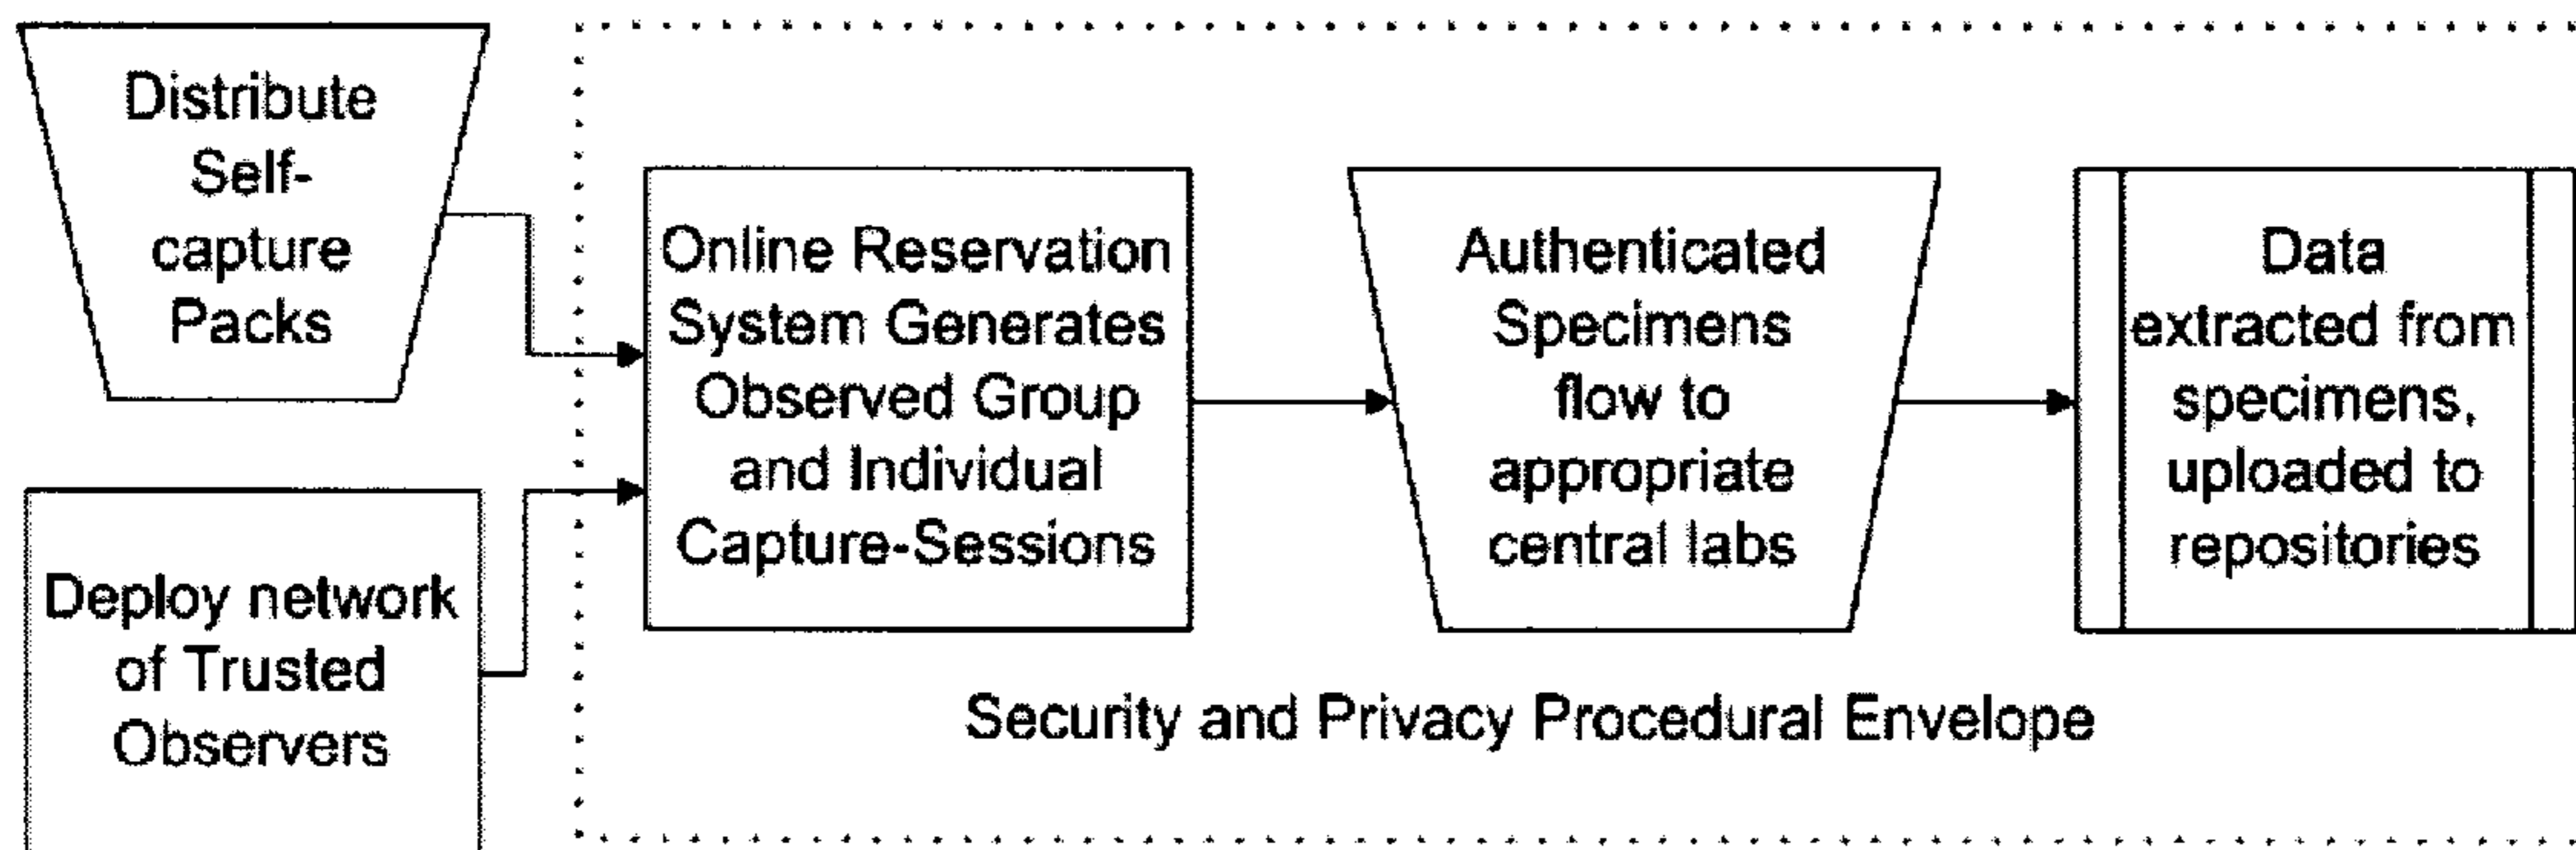 Distribute
Self-
capture
Packs
Deploy network
of Trusted
Observers
Online Reservation
System Generates
Observed Group
and Individual
Capture-Sessions
Authenticated
Specimens
flow to
appropriate
central labs
Data
extracted from
specimens,
uploaded to
repositories
Security and Privacy Procedural Envelope